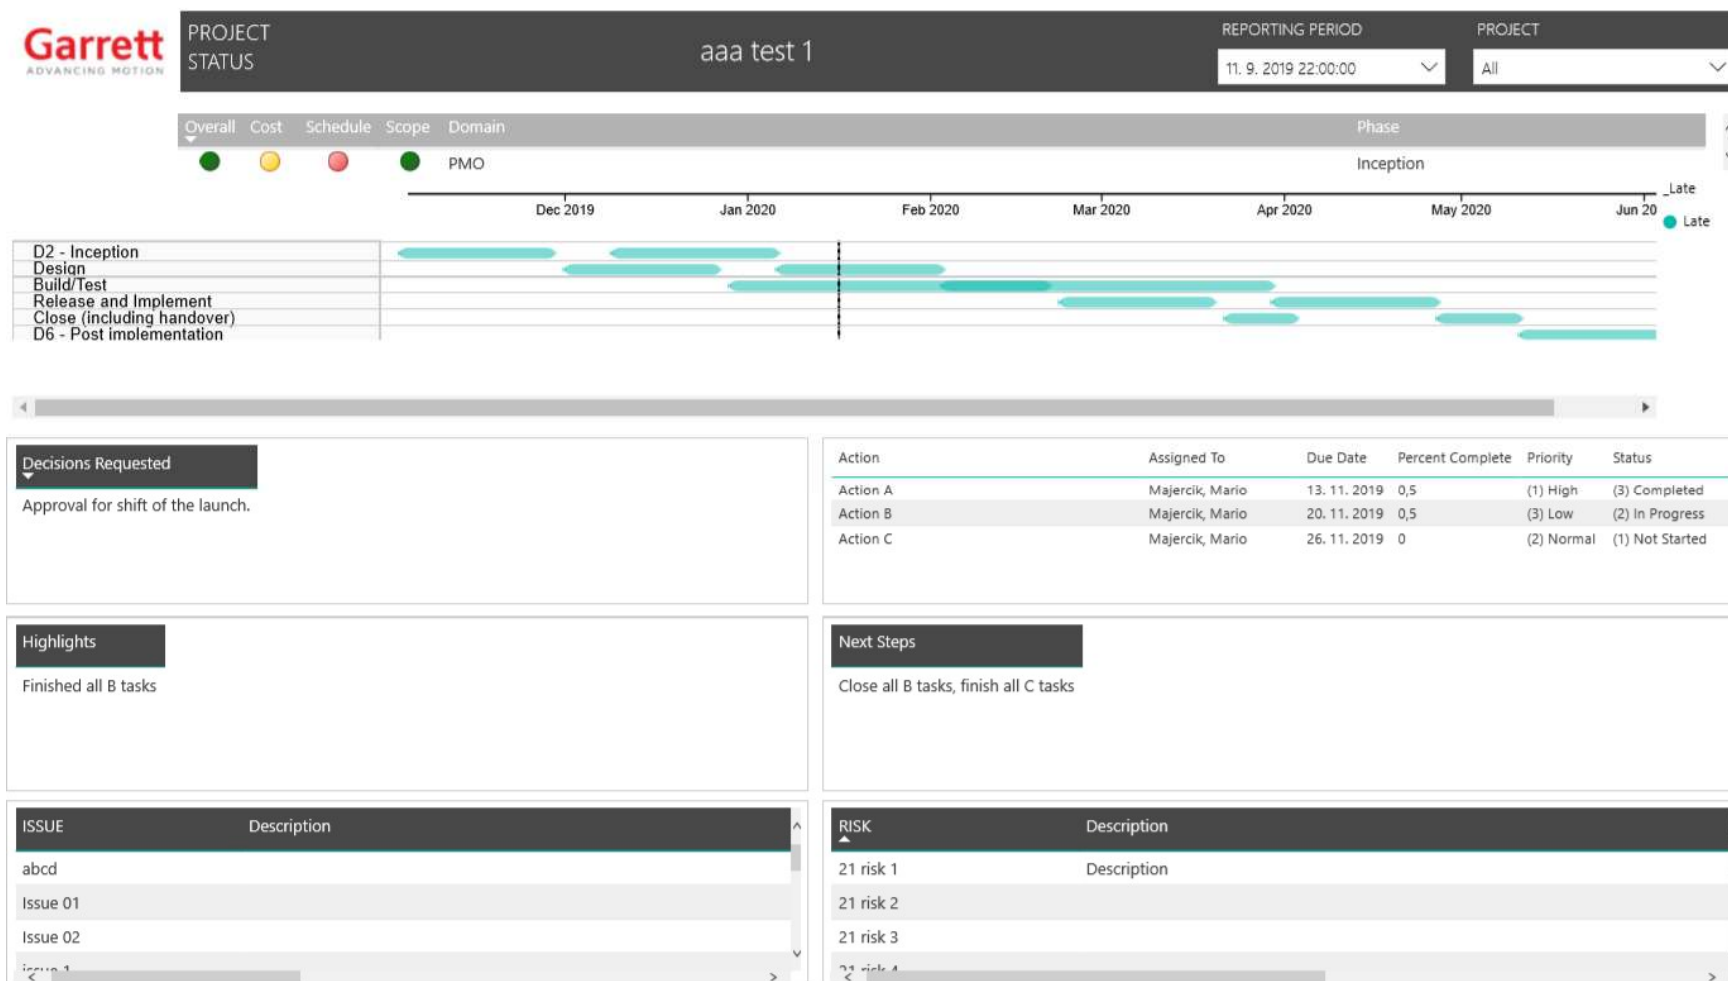 Garrett
ADVANCING MOTION
PROJECT
STATUS
aaa test 1
REPORTING PERIOD
PROJECT
11. 9. 2019 22:00:00
All
Overall Cost Schedule Scope Domain Phase
PMO Inception
Dec 2019 Jan 2020 Feb 2020 Mar 2020 Apr 2020 May 2020 Jun 20
_Late
Late
D2 - Inception
Design
Build/Test
Release and Implement
Close (including handover)
D6 - Post implementation
Decisions Requested
Approval for shift of the launch.
Action Assigned To Due Date Percent Complete Priority Status
Action A Majercik, Mario 13. 11. 2019 0,5 (1) High (3) Completed
Action B Majercik, Mario 20. 11. 2019 0,5 (3) Low (2) In Progress
Action C Majercik, Mario 26. 11. 2019 0 (2) Normal (1) Not Started
Highlights
Finished all B tasks
Next Steps
Close all B tasks, finish all C tasks
ISSUE Description
abcd
Issue 01
Issue 02
issue 1
RISK Description
21 risk 1 Description
21 risk 2
21 risk 3
21 risk 4